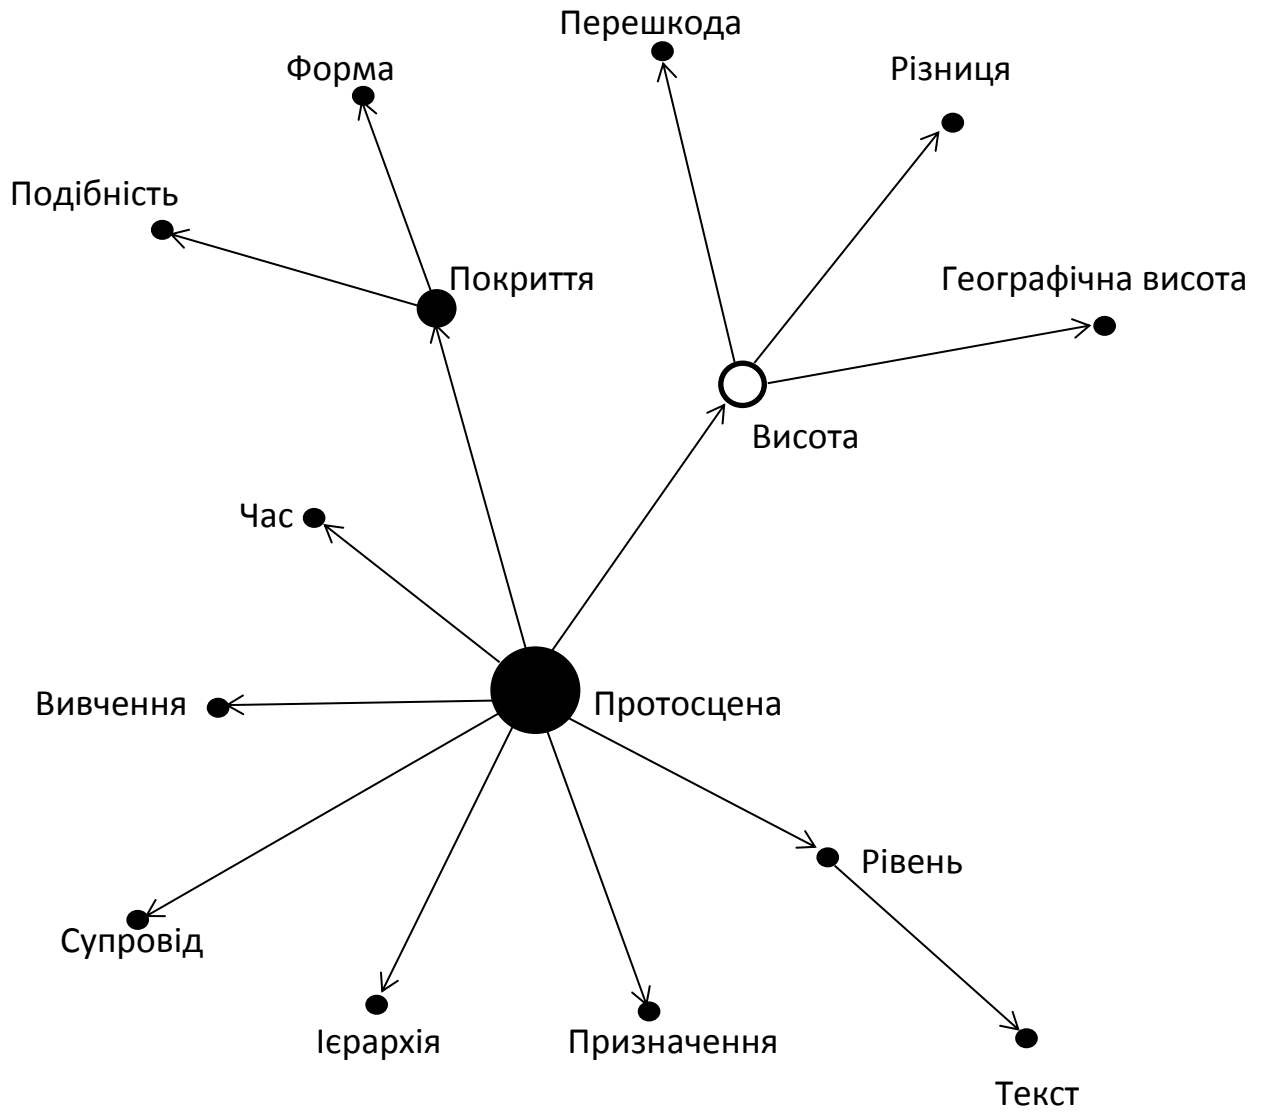 Перешкода
Форма
Різниця
Подібність
Покриття
Географічна висота
Висота
Час
Вивчення
Протосцена
Рівень
Супровід
Ієрархія
Призначення
Текст